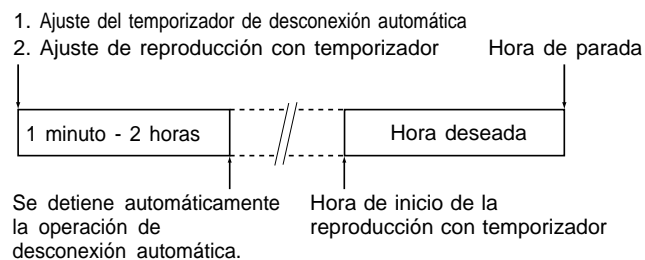 1. Ajuste del temporizador de desconexión automática
2. Ajuste de reproducción con temporizador
Hora de parada
1 minuto - 2 horas
Hora deseada
Se detiene automáticamente
la operación de
desconexión automática.
Hora de inicio de la
reproducción con temporizador